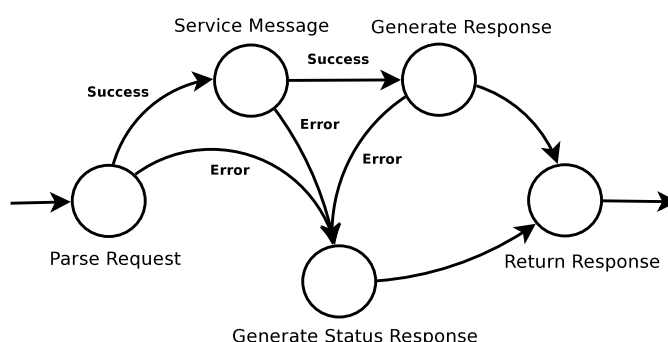 Service Message
Generate Response
Success
Success
Error
Error
Error
Parse Request
Return Response
Generate Status Response